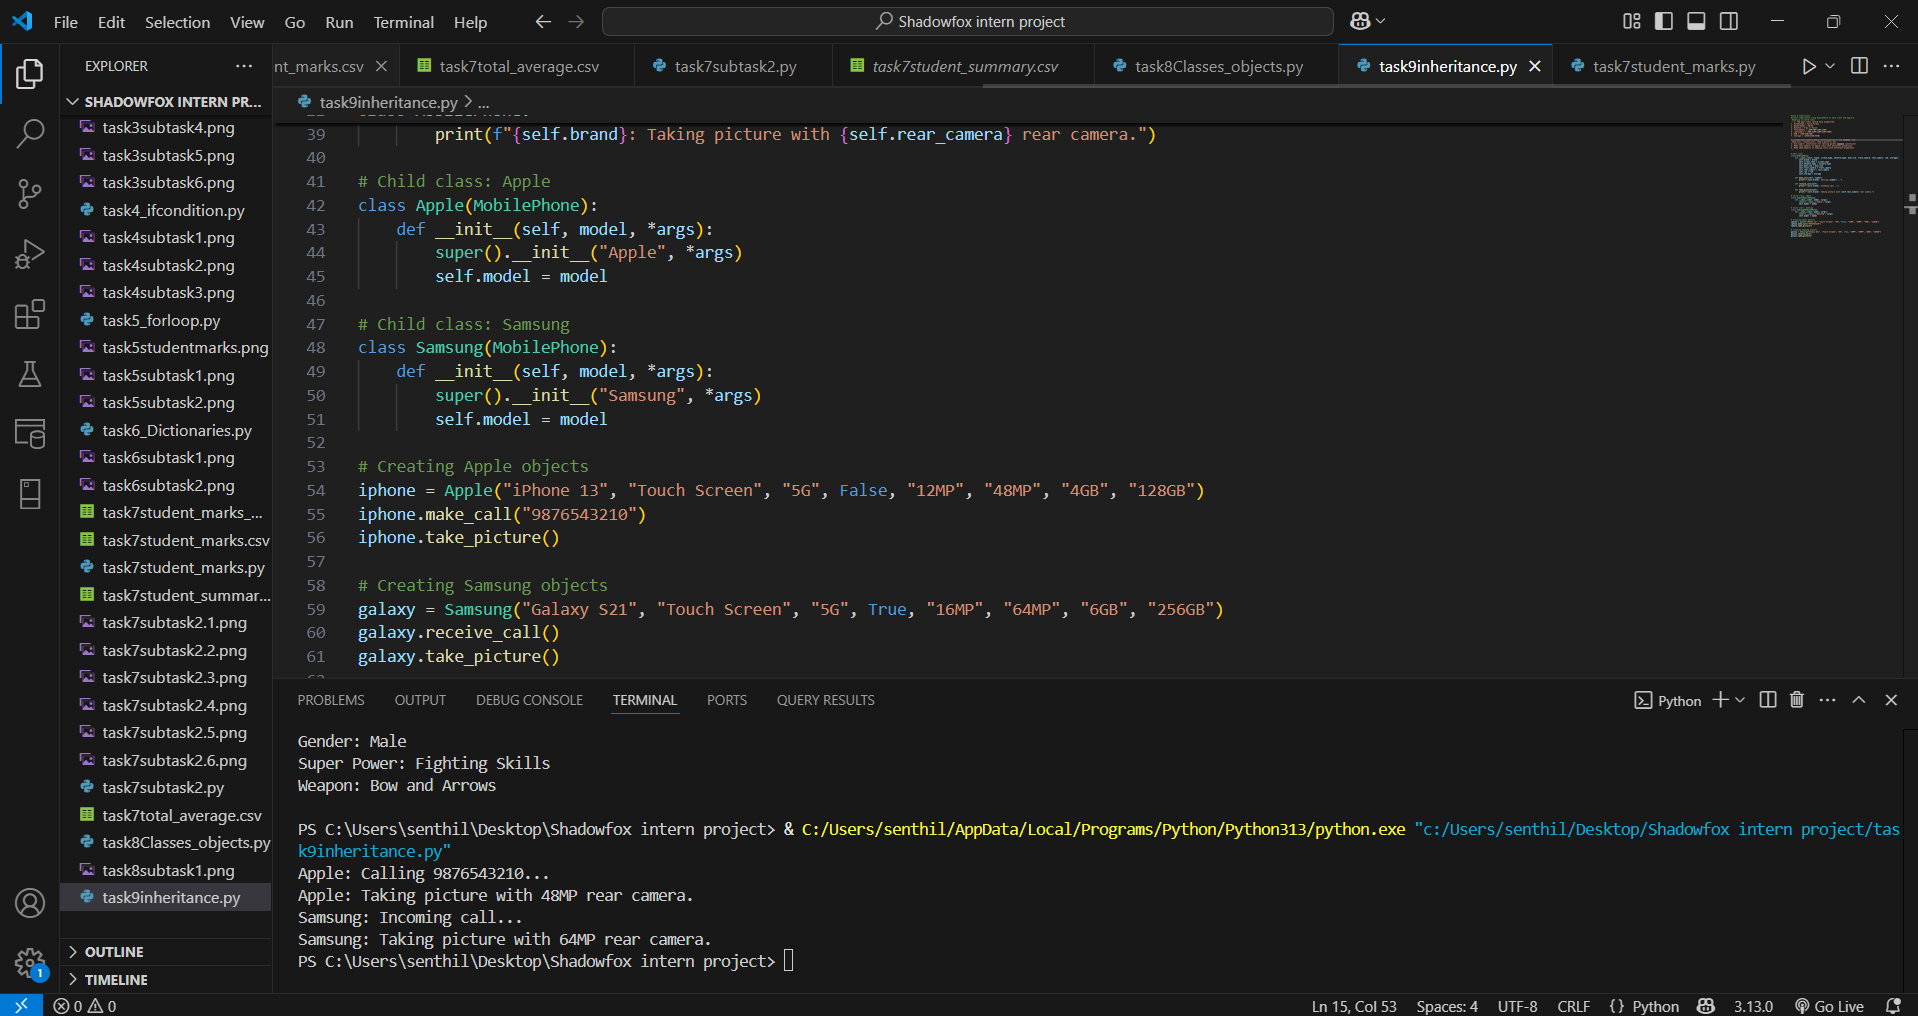 File Edit Selection View Go Run Terminal Help
Shadowfox intern project
EXPLORER
nt_marks.csv
task7total_average.csv
task7subtask2.py
task7student_summary.csv
task8Classes_objects.py
task9inheritance.py
task7student_marks.py
SHADOWFOX INTERN PR...
task3subtask4.png
task3subtask5.png
task3subtask6.png
task4_ifcondition.py
task4subtask1.png
task4subtask2.png
task4subtask3.png
task5_forloop.py
task5studentmarks.png
task5subtask1.png
task5subtask2.png
task6_Dictionaries.py
task6subtask1.png
task6subtask2.png
task7student_marks_...
task7student_marks.csv
task7student_marks.py
task7student_summar...
task7subtask2.1.png
task7subtask2.2.png
task7subtask2.3.png
task7subtask2.4.png
task7subtask2.5.png
task7subtask2.6.png
task7subtask2.py
task7total_average.csv
task8Classes_objects.py
task8subtask1.png
task9inheritance.py
OUTLINE
TIMELINE
task9inheritance.py > ...
39 print(f"{self.brand}: Taking picture with {self.rear_camera} rear camera.")
40
41 # Child class: Apple
42 class Apple(MobilePhone):
43 def __init__(self, model, *args):
44 super().__init__("Apple", *args)
45 self.model = model
46
47 # Child class: Samsung
48 class Samsung(MobilePhone):
49 def __init__(self, model, *args):
50 super().__init__("Samsung", *args)
51 self.model = model
52
53 # Creating Apple objects
54 iphone = Apple("iPhone 13", "Touch Screen", "5G", False, "12MP", "48MP", "4GB", "128GB")
55 iphone.make_call("9876543210")
56 iphone.take_picture()
57
58 # Creating Samsung objects
59 galaxy = Samsung("Galaxy S21", "Touch Screen", "5G", True, "16MP", "64MP", "6GB", "256GB")
60 galaxy.receive_call()
61 galaxy.take_picture()
PROBLEMS OUTPUT DEBUG CONSOLE TERMINAL PORTS QUERY RESULTS
Python
Gender: Male
Super Power: Fighting Skills
Weapon: Bow and Arrows
PS C:\Users\senthil\Desktop\Shadowfox intern project> & C:/Users/senthil/AppData/Local/Programs/Python/Python313/python.exe "c:/Users/senthil/Desktop/Shadowfox intern project/tas
k9inheritance.py"
Apple: Calling 9876543210...
Apple: Taking picture with 48MP rear camera.
Samsung: Incoming call...
Samsung: Taking picture with 64MP rear camera.
PS C:\Users\senthil\Desktop\Shadowfox intern project>
1
0 0
Ln 15, Col 53 Spaces: 4 UTF-8 CRLF {} Python 3.13.0 Go Live